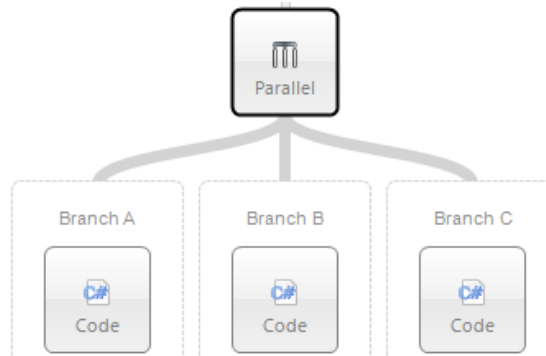 Parallel
Branch A
Branch B
Branch C
C#
C#
C#
Code
Code
Code